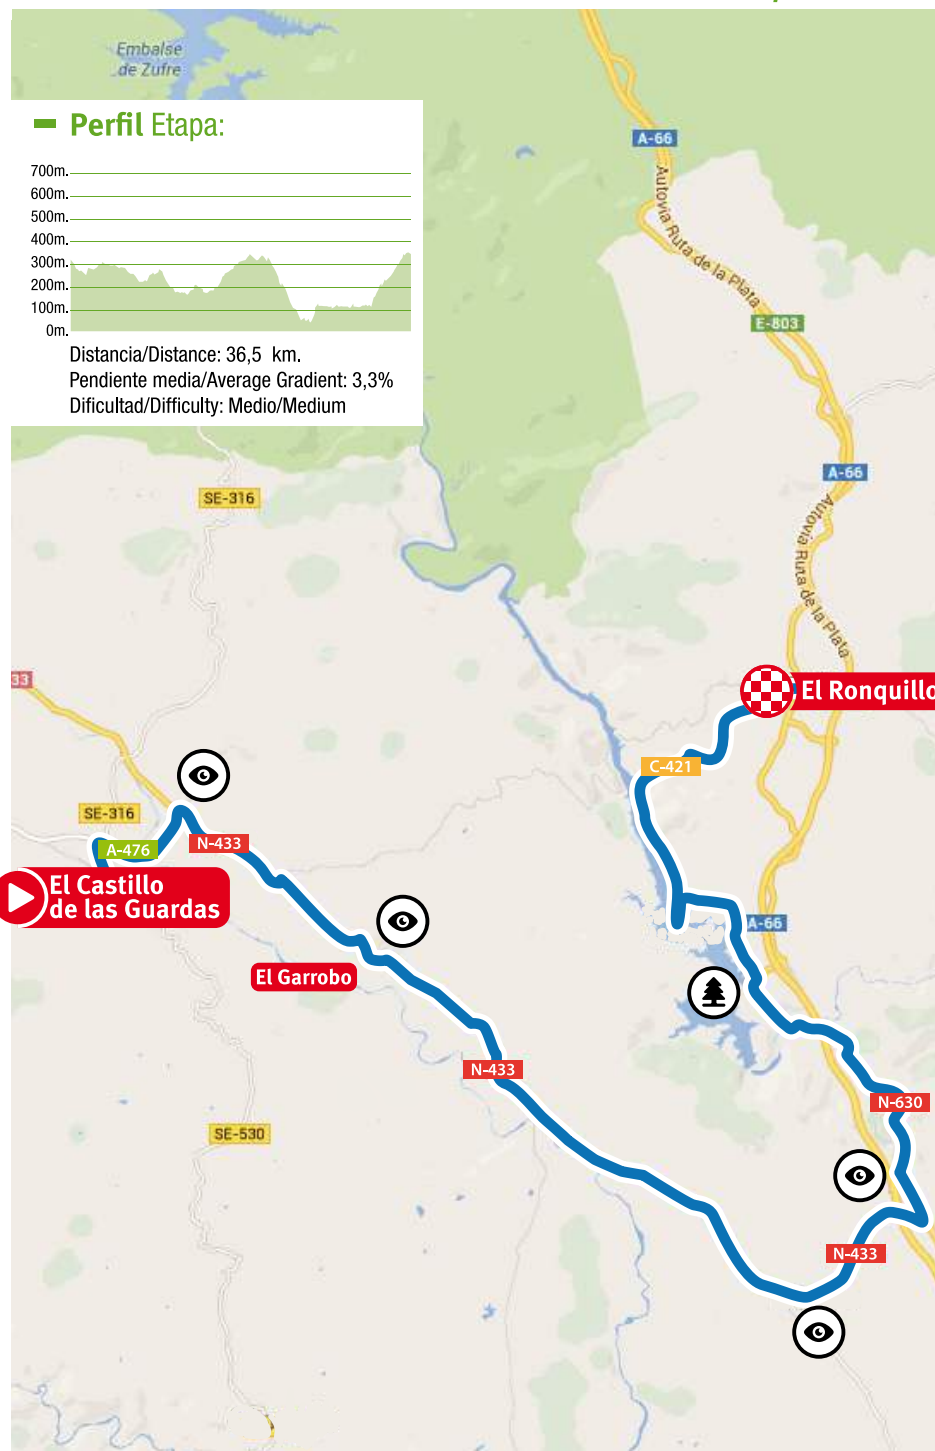 Embalse
de Zufre
Perfil Etapa:
700m.
600m.
500m.
400m.
300m.
200m.
100m.
0m.
Distancia/Distance: 36,5 km.
Pendiente media/Average Gradient: 3,3%
Dificultad/Difficulty: Medio/Medium
A-66
Autovia Ruta de la Plata
E-803
A-66
SE-316
Autovia Ruta de la Plata
33
El Ronquillo
C-421
SE-316
A-476
N-433
El Castillo
de las Guardas
A-66
El Garrobo
N-433
N-630
SE-530
N-433